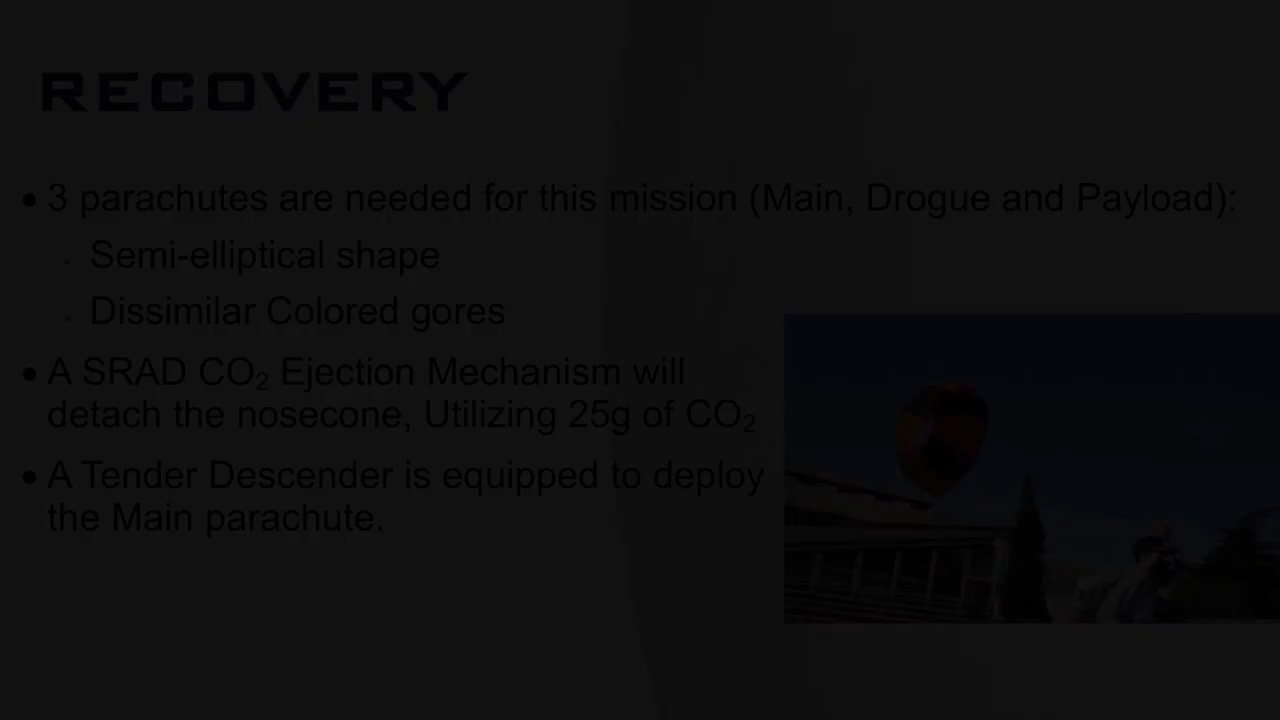 RECOVERY
• 3 parachutes are needed for this mission (Main, Drogue and Payload):
• Semi-elliptical shape
• Dissimilar Colored gores
• A SRAD CO₂ Ejection Mechanism will
detach the nosecone, Utilizing 25g of CO₂
• A Tender Descender is equipped to deploy
the Main parachute.